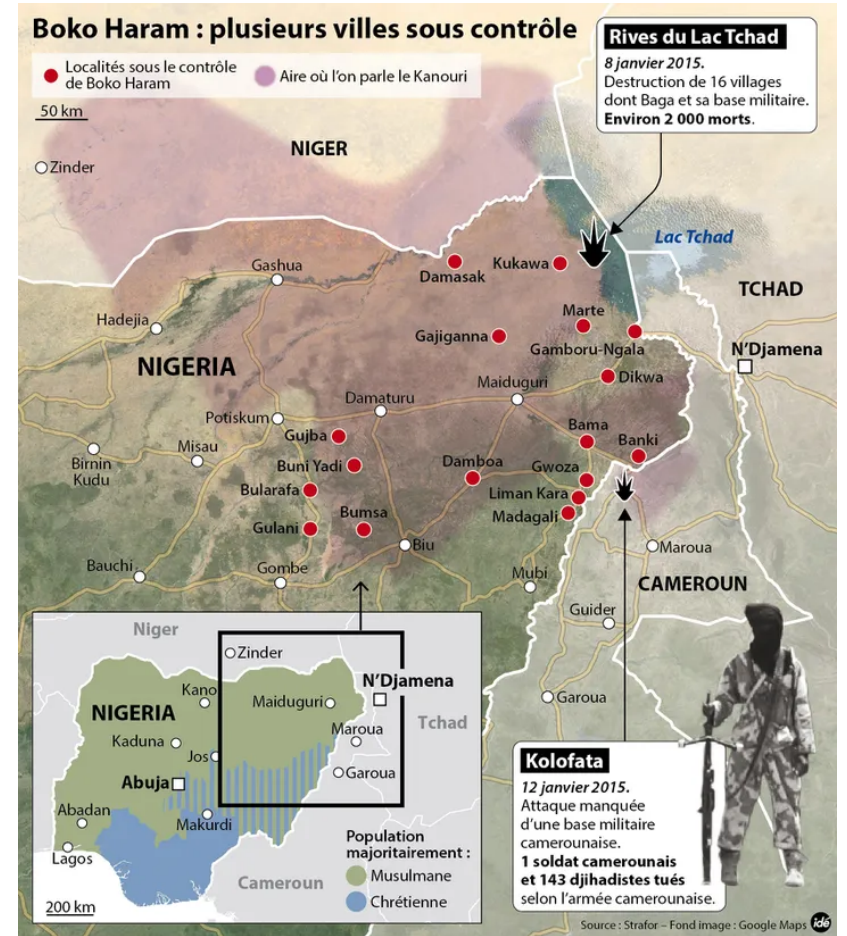 Boko Haram : plusieurs villes sous contrôle
Localités sous le contrôle
de Boko Haram
Aire où l'on parle le Kanouri
50 km
Rives du Lac Tchad
8 janvier 2015.
Destruction de 16 villages
dont Baga et sa base militaire.
Environ 2 000 morts.
NIGER
Zinder
Lac Tchad
Gashua
Damasak
Kukawa
TCHAD
Hadejia
Marte
Gajiganna
Gamboru-Ngala
N'Djamena
NIGERIA
Dikwa
Maiduguri
Damaturu
Potiskum
Gujba
Bama
Banki
Misau
Birnin
Kudu
Buni Yadi
Damboa
Gwoza
Bularafa
Liman Kara
Bumsa
Madagali
Gulani
Biu
Maroua
Bauchi
Gombe
Mubi
CAMEROUN
Guider
Garoua
Niger
Zinder
N'Djamena
Kano
Maiduguri
NIGERIA
Tchad
Maroua
Kaduna
Jos
Garoua
Abuja
Abadan
Makurdi
Lagos
Population
majoritairement :
Musulmane
Chrétienne
Cameroun
200 km
Kolofata
12 janvier 2015.
Attaque manquée
d'une base militaire
camerounaise.
1 soldat camerounais
et 143 djihadistes tués
selon l'armée camerounaise.
Source : Strafor – Fond image : Google Maps
idé